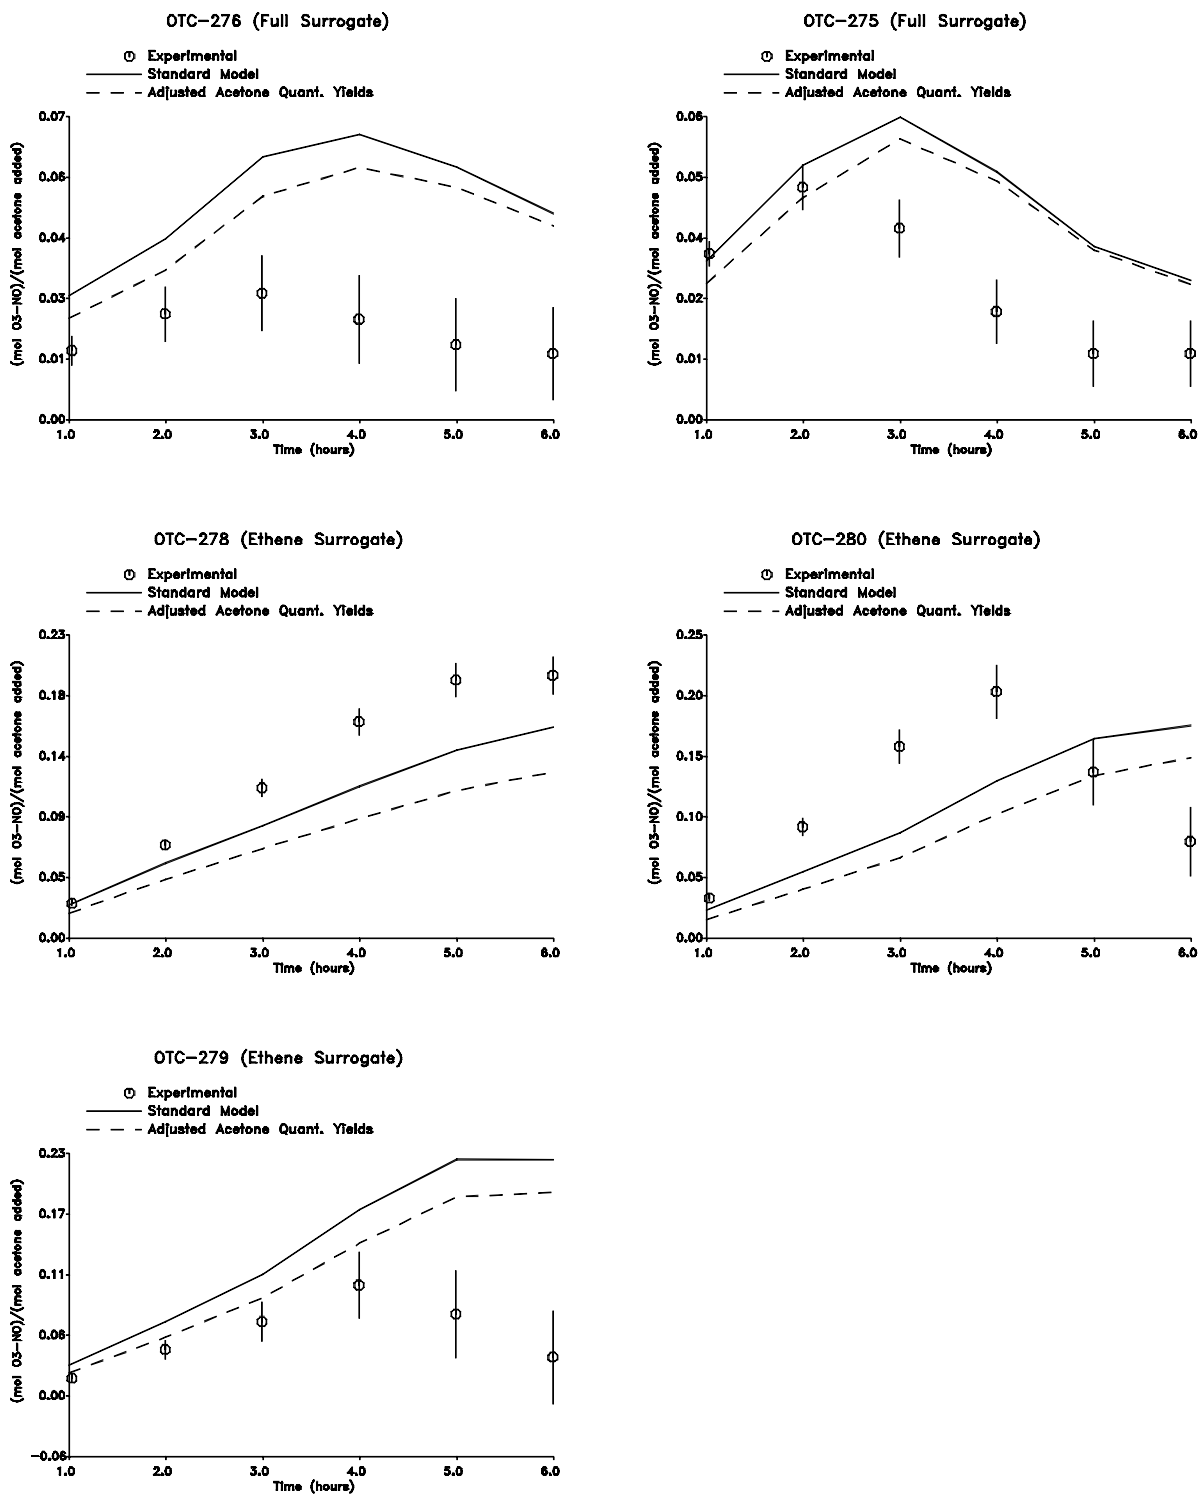 OTC-276 (Full Surrogate)
Experimental
Standard Model
Adjusted Acetone Quant. Yields
(mol O3-NO)/(mol acetone added)
0.07
0.06
0.04
0.03
0.01
0.00
1.0 2.0 3.0 4.0 5.0 6.0
Time (hours)
OTC-275 (Full Surrogate)
Experimental
Standard Model
Adjusted Acetone Quant. Yields
(mol O3-NO)/(mol acetone added)
0.06
0.05
0.04
0.02
0.01
0.00
1.0 2.0 3.0 4.0 5.0 6.0
Time (hours)
OTC-278 (Ethene Surrogate)
Experimental
Standard Model
Adjusted Acetone Quant. Yields
(mol O3-NO)/(mol acetone added)
0.23
0.18
0.14
0.09
0.05
0.00
1.0 2.0 3.0 4.0 5.0 6.0
Time (hours)
OTC-280 (Ethene Surrogate)
Experimental
Standard Model
Adjusted Acetone Quant. Yields
(mol O3-NO)/(mol acetone added)
0.25
0.20
0.15
0.10
0.05
0.00
1.0 2.0 3.0 4.0 5.0 6.0
Time (hours)
OTC-279 (Ethene Surrogate)
Experimental
Standard Model
Adjusted Acetone Quant. Yields
(mol O3-NO)/(mol acetone added)
0.23
0.17
0.11
0.06
0.00
-0.06
1.0 2.0 3.0 4.0 5.0 6.0
Time (hours)